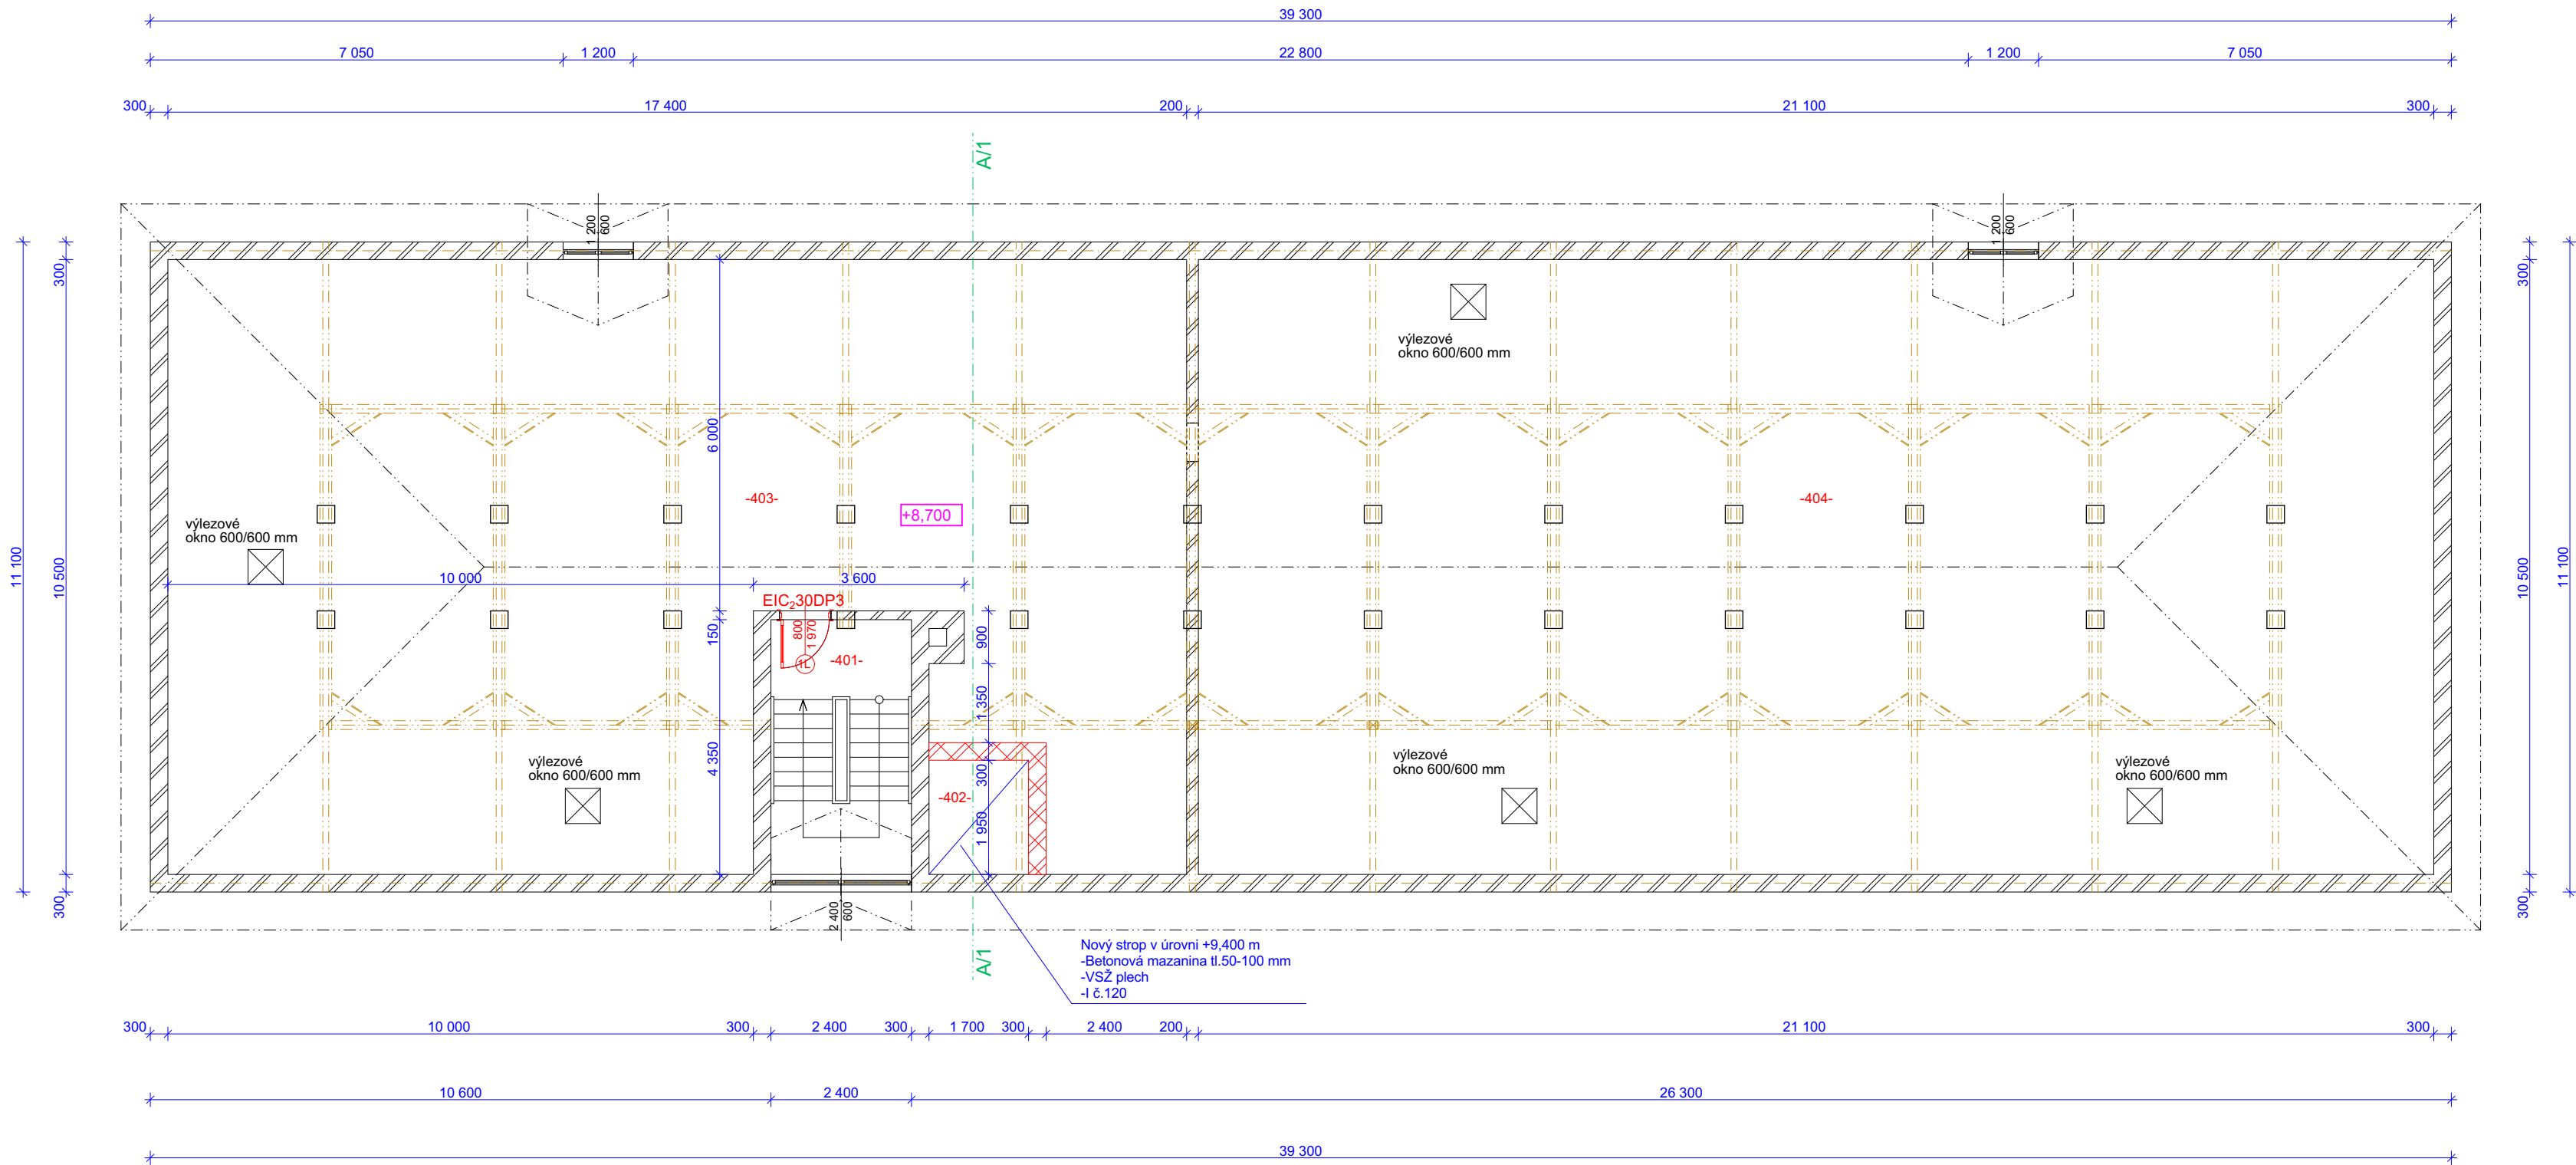 39 300
7 050 1 200 22 800 1 200 7 050
300 17 400 200 21 100 300
A/1
1 200
600
1 200
600
300
300
300
300
výlezové
okno 600/600 mm
6 000
-403-
+8,700
-404-
výlezové
okno 600/600 mm
11 100
10 500
10 500
11 100
10 000 3 600
EIC₂30DP3
800
1 970
1L
-401-
150
900
1 350
4 350
300
1 950
-402-
výlezové
okno 600/600 mm
výlezové
okno 600/600 mm
výlezové
okno 600/600 mm
2 400
600
A/1
Nový strop v úrovni +9,400 m
-Betonová mazanina tl.50-100 mm
-VSŽ plech
-I č.120
300 10 000 300 2 400 300 1 700 300 2 400 200 21 100 300
10 600 2 400 26 300
39 300